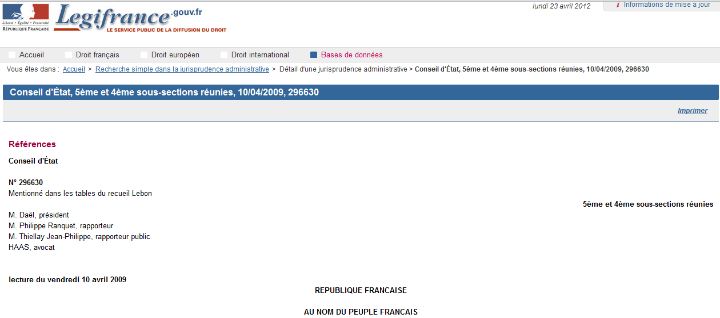 lundi 23 avril 2012
i Informations de mise à jour
Legifrance.gouv.fr
Liberté • Égalité • Fraternité
RÉPUBLIQUE FRANÇAISE
LE SERVICE PUBLIC DE LA DIFFUSION DU DROIT
Accueil Droit français Droit européen Droit international Bases de données
Vous êtes dans : Accueil > Recherche simple dans la jurisprudence administrative > Détail d'une jurisprudence administrative > Conseil d'État, 5ème et 4ème sous-sections réunies, 10/04/2009, 296630
Conseil d'État, 5ème et 4ème sous-sections réunies, 10/04/2009, 296630
Imprimer
Références
Conseil d'État
N° 296630
Mentionné dans les tables du recueil Lebon
5ème et 4ème sous-sections réunies
M. Daël, président
M. Philippe Ranquet, rapporteur
M. Thiellay Jean-Philippe, rapporteur public
HAAS, avocat
lecture du vendredi 10 avril 2009
REPUBLIQUE FRANCAISE
AU NOM DU PEUPLE FRANCAIS